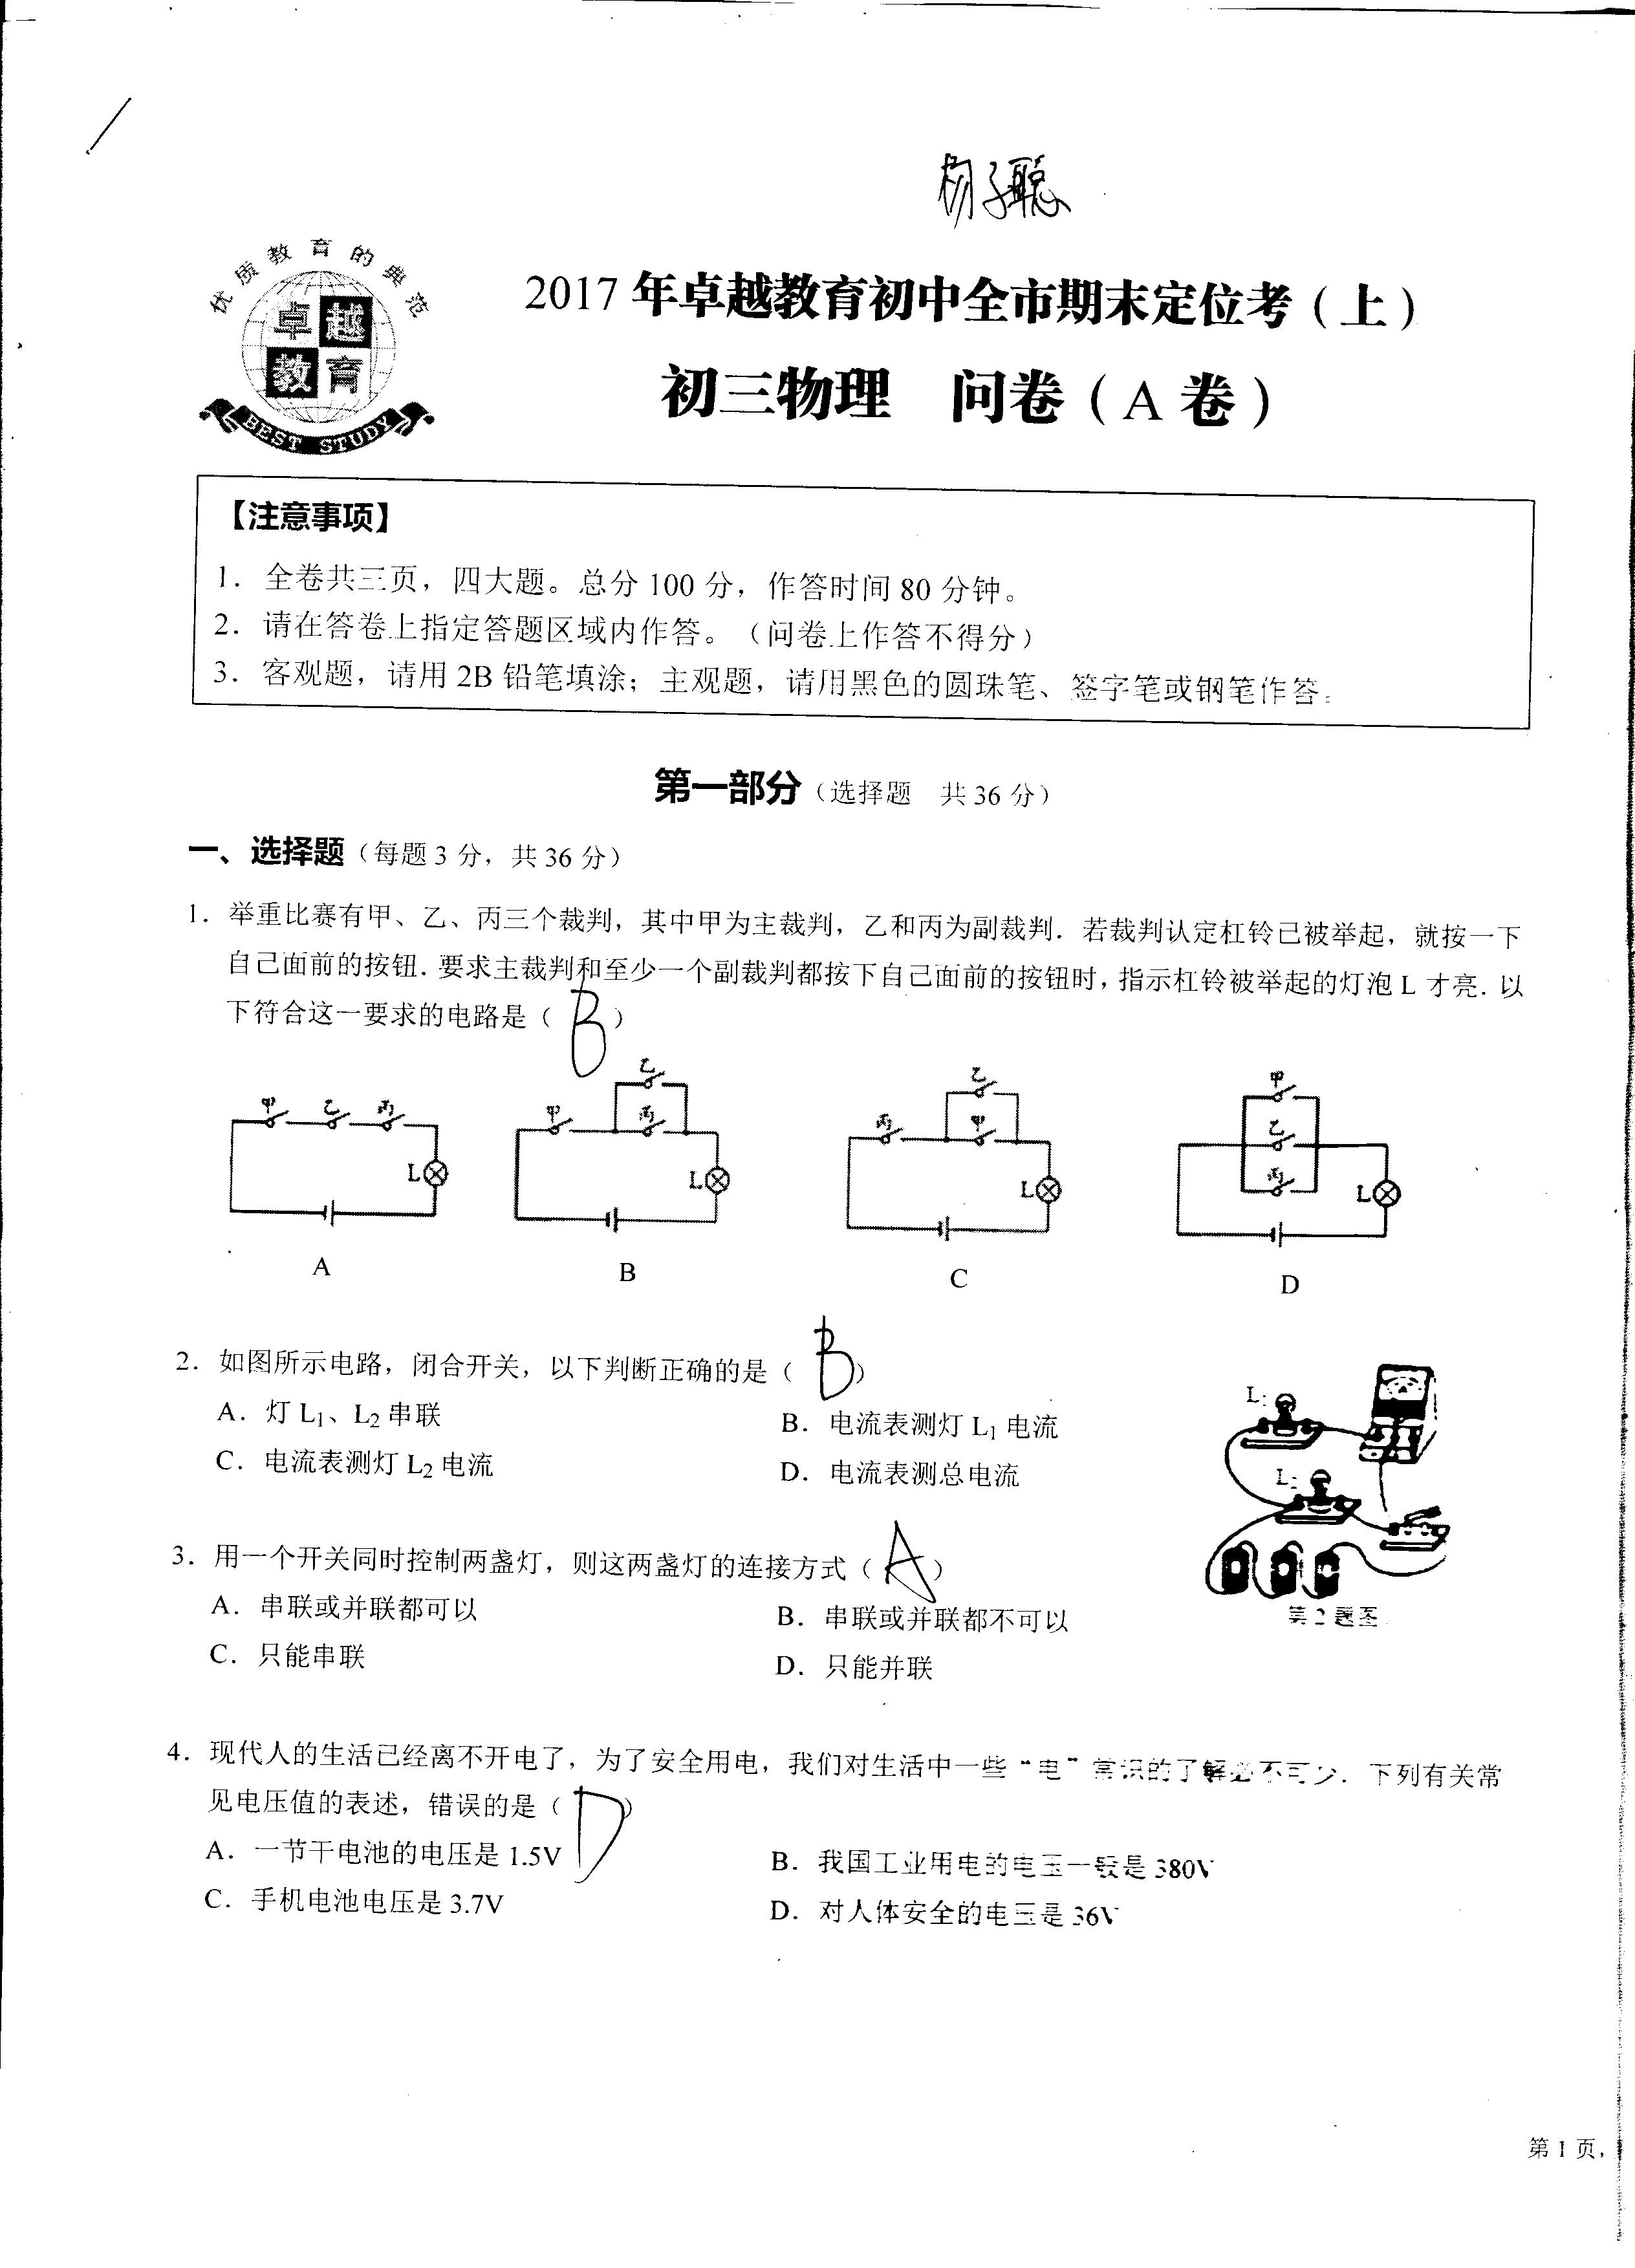 杨子聪
优质教育的典范
卓越
教育
BEST STUDY
2017 年卓越教育初中全市期末定位考（上）
初三物理 问卷（A 卷）
【注意事项】
1. 全卷共三页，四大题。总分 100 分，作答时间 80 分钟。
2. 请在答卷上指定答题区域内作答。（问卷上作答不得分）
3. 客观题，请用 2B 铅笔填涂；主观题，请用黑色的圆珠笔、签字笔或钢笔作答。
第一部分（选择题 共 36 分）
一、选择题（每题 3 分，共 36 分）
1. 举重比赛有甲、乙、丙三个裁判，其中甲为主裁判，乙和丙为副裁判．若裁判认定杠铃已被举起，就按一下
自己面前的按钮．要求主裁判和至少一个副裁判都按下自己面前的按钮时，指示杠铃被举起的灯泡 L 才亮．以
下符合这一要求的电路是（ B ）
甲 乙 丙 L
甲 乙 丙 L
丙 乙 甲 L
甲 乙 丙 L
A B C D
2. 如图所示电路，闭合开关，以下判断正确的是（ B ）
A. 灯 L₁、L₂ 串联 B. 电流表测灯 L₁ 电流
C. 电流表测灯 L₂ 电流 D. 电流表测总电流
L₁
L₂
第 2 题图
3. 用一个开关同时控制两盏灯，则这两盏灯的连接方式（ A ）
A. 串联或并联都可以 B. 串联或并联都不可以
C. 只能串联 D. 只能并联
4. 现代人的生活已经离不开电了，为了安全用电，我们对生活中一些“电”常识的了解必不可少．下列有关常
见电压值的表述，错误的是（ D ）
A. 一节干电池的电压是 1.5V B. 我国工业用电的电压一般是 380V
C. 手机电池电压是 3.7V D. 对人体安全的电压是 36V
第 1 页，